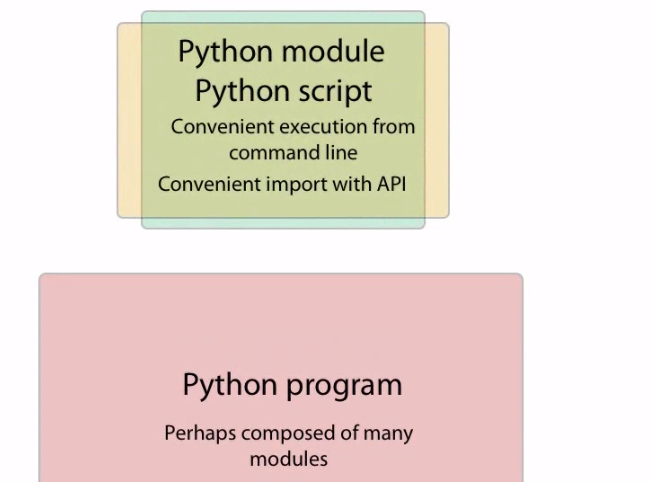 Python module
Python script
Convenient execution from
command line
Convenient import with API
Python program
Perhaps composed of many
modules